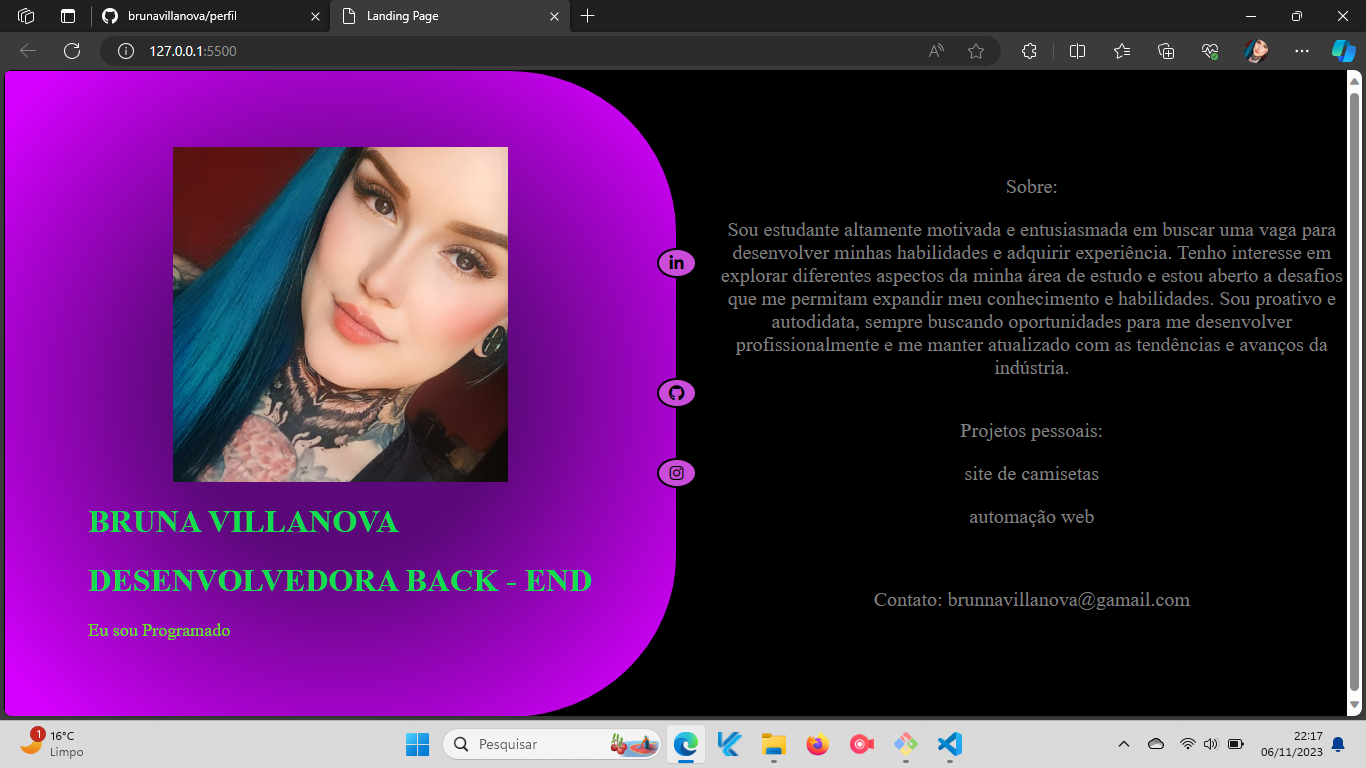 brunavillanova/perfil
Landing Page
127.0.0.1:5500
BRUNA VILLANOVA
DESENVOLVEDORA BACK - END
Eu sou Programado
Sobre:
Sou estudante altamente motivada e entusiasmada em buscar uma vaga para
desenvolver minhas habilidades e adquirir experiência. Tenho interesse em
explorar diferentes aspectos da minha área de estudo e estou aberto a desafios
que me permitam expandir meu conhecimento e habilidades. Sou proativo e
autodidata, sempre buscando oportunidades para me desenvolver
profissionalmente e me manter atualizado com as tendências e avanços da
indústria.
Projetos pessoais:
site de camisetas
automação web
Contato: brunnavillanova@gamail.com
1
16°C
Limpo
Pesquisar
22:17
06/11/2023